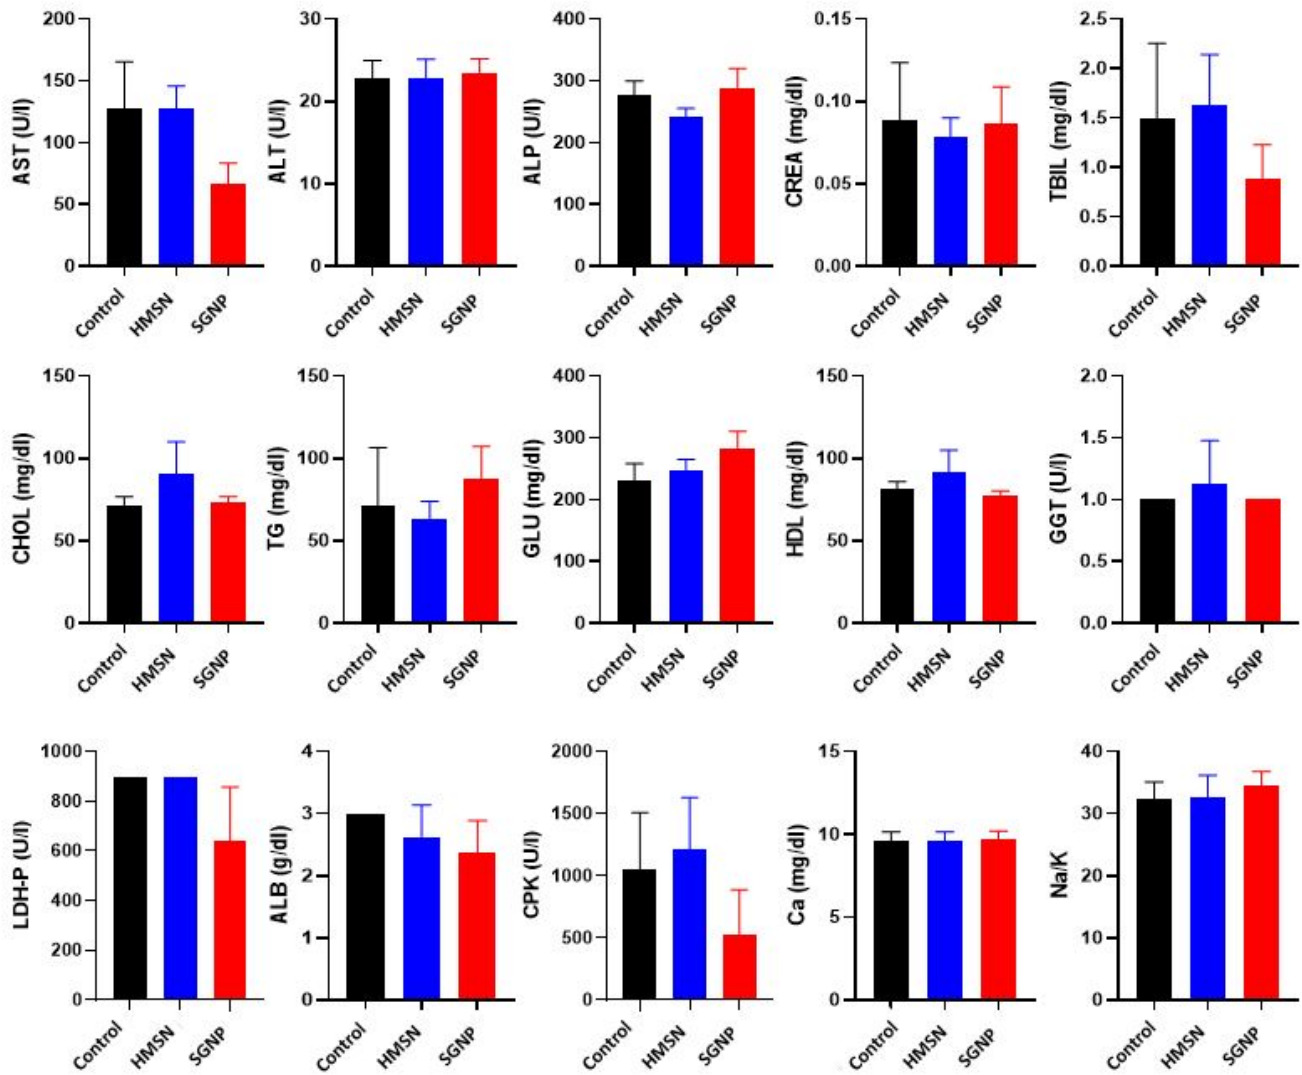 AST (U/l)
200
150
100
50
0
Control
HMSN
SGNP
ALT (U/l)
30
20
10
0
Control
HMSN
SGNP
ALP (U/l)
400
300
200
100
0
Control
HMSN
SGNP
CREA (mg/dl)
0.15
0.10
0.05
0.00
Control
HMSN
SGNP
TBIL (mg/dl)
2.5
2.0
1.5
1.0
0.5
0.0
Control
HMSN
SGNP
CHOL (mg/dl)
150
100
50
0
Control
HMSN
SGNP
TG (mg/dl)
150
100
50
0
Control
HMSN
SGNP
GLU (mg/dl)
400
300
200
100
0
Control
HMSN
SGNP
HDL (mg/dl)
150
100
50
0
Control
HMSN
SGNP
GGT (U/l)
2.0
1.5
1.0
0.5
0.0
Control
HMSN
SGNP
LDH-P (U/l)
1000
800
600
400
200
0
Control
HMSN
SGNP
ALB (g/dl)
4
3
2
1
0
Control
HMSN
SGNP
CPK (U/l)
2000
1500
1000
500
0
Control
HMSN
SGNP
Ca (mg/dl)
15
10
5
0
Control
HMSN
SGNP
Na/K
40
30
20
10
0
Control
HMSN
SGNP